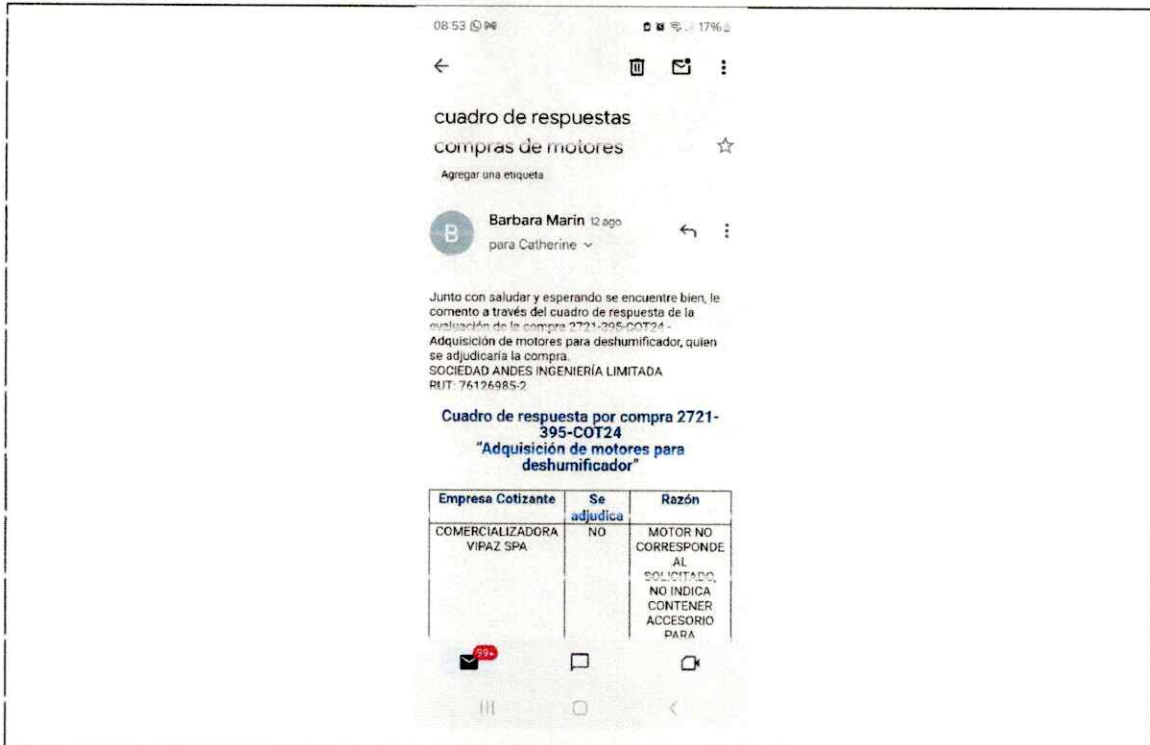 08:53
17%
cuadro de respuestas
compras de motores
Agregar una etiqueta
B
Barbara Marin 12 ago
para Catherine
Junto con saludar y esperando se encuentre bien, le
comento a través del cuadro de respuesta de la
evaluación de la compra 2721-395-COT24 -
Adquisición de motores para deshumificador, quien
se adjudicaría la compra.
SOCIEDAD ANDES INGENIERÍA LIMITADA
RUT: 76126985-2
Cuadro de respuesta por compra 2721-
395-COT24
"Adquisición de motores para
deshumificador"
Empresa Cotizante
Se
adjudica
Razón
COMERCIALIZADORA
VIPAZ SPA
NO
MOTOR NO
CORRESPONDE
AL
SOLICITADO,
NO INDICA
CONTENER
ACCESORIO
PARA
99+